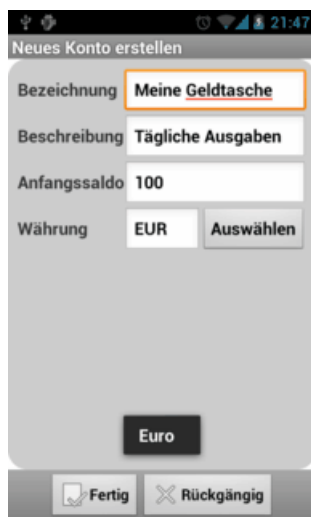 21:47
Neues Konto erstellen
Bezeichnung Meine Geldtasche
Beschreibung Tägliche Ausgaben
Anfangssaldo 100
Währung EUR Auswählen
Euro
Fertig Rückgängig